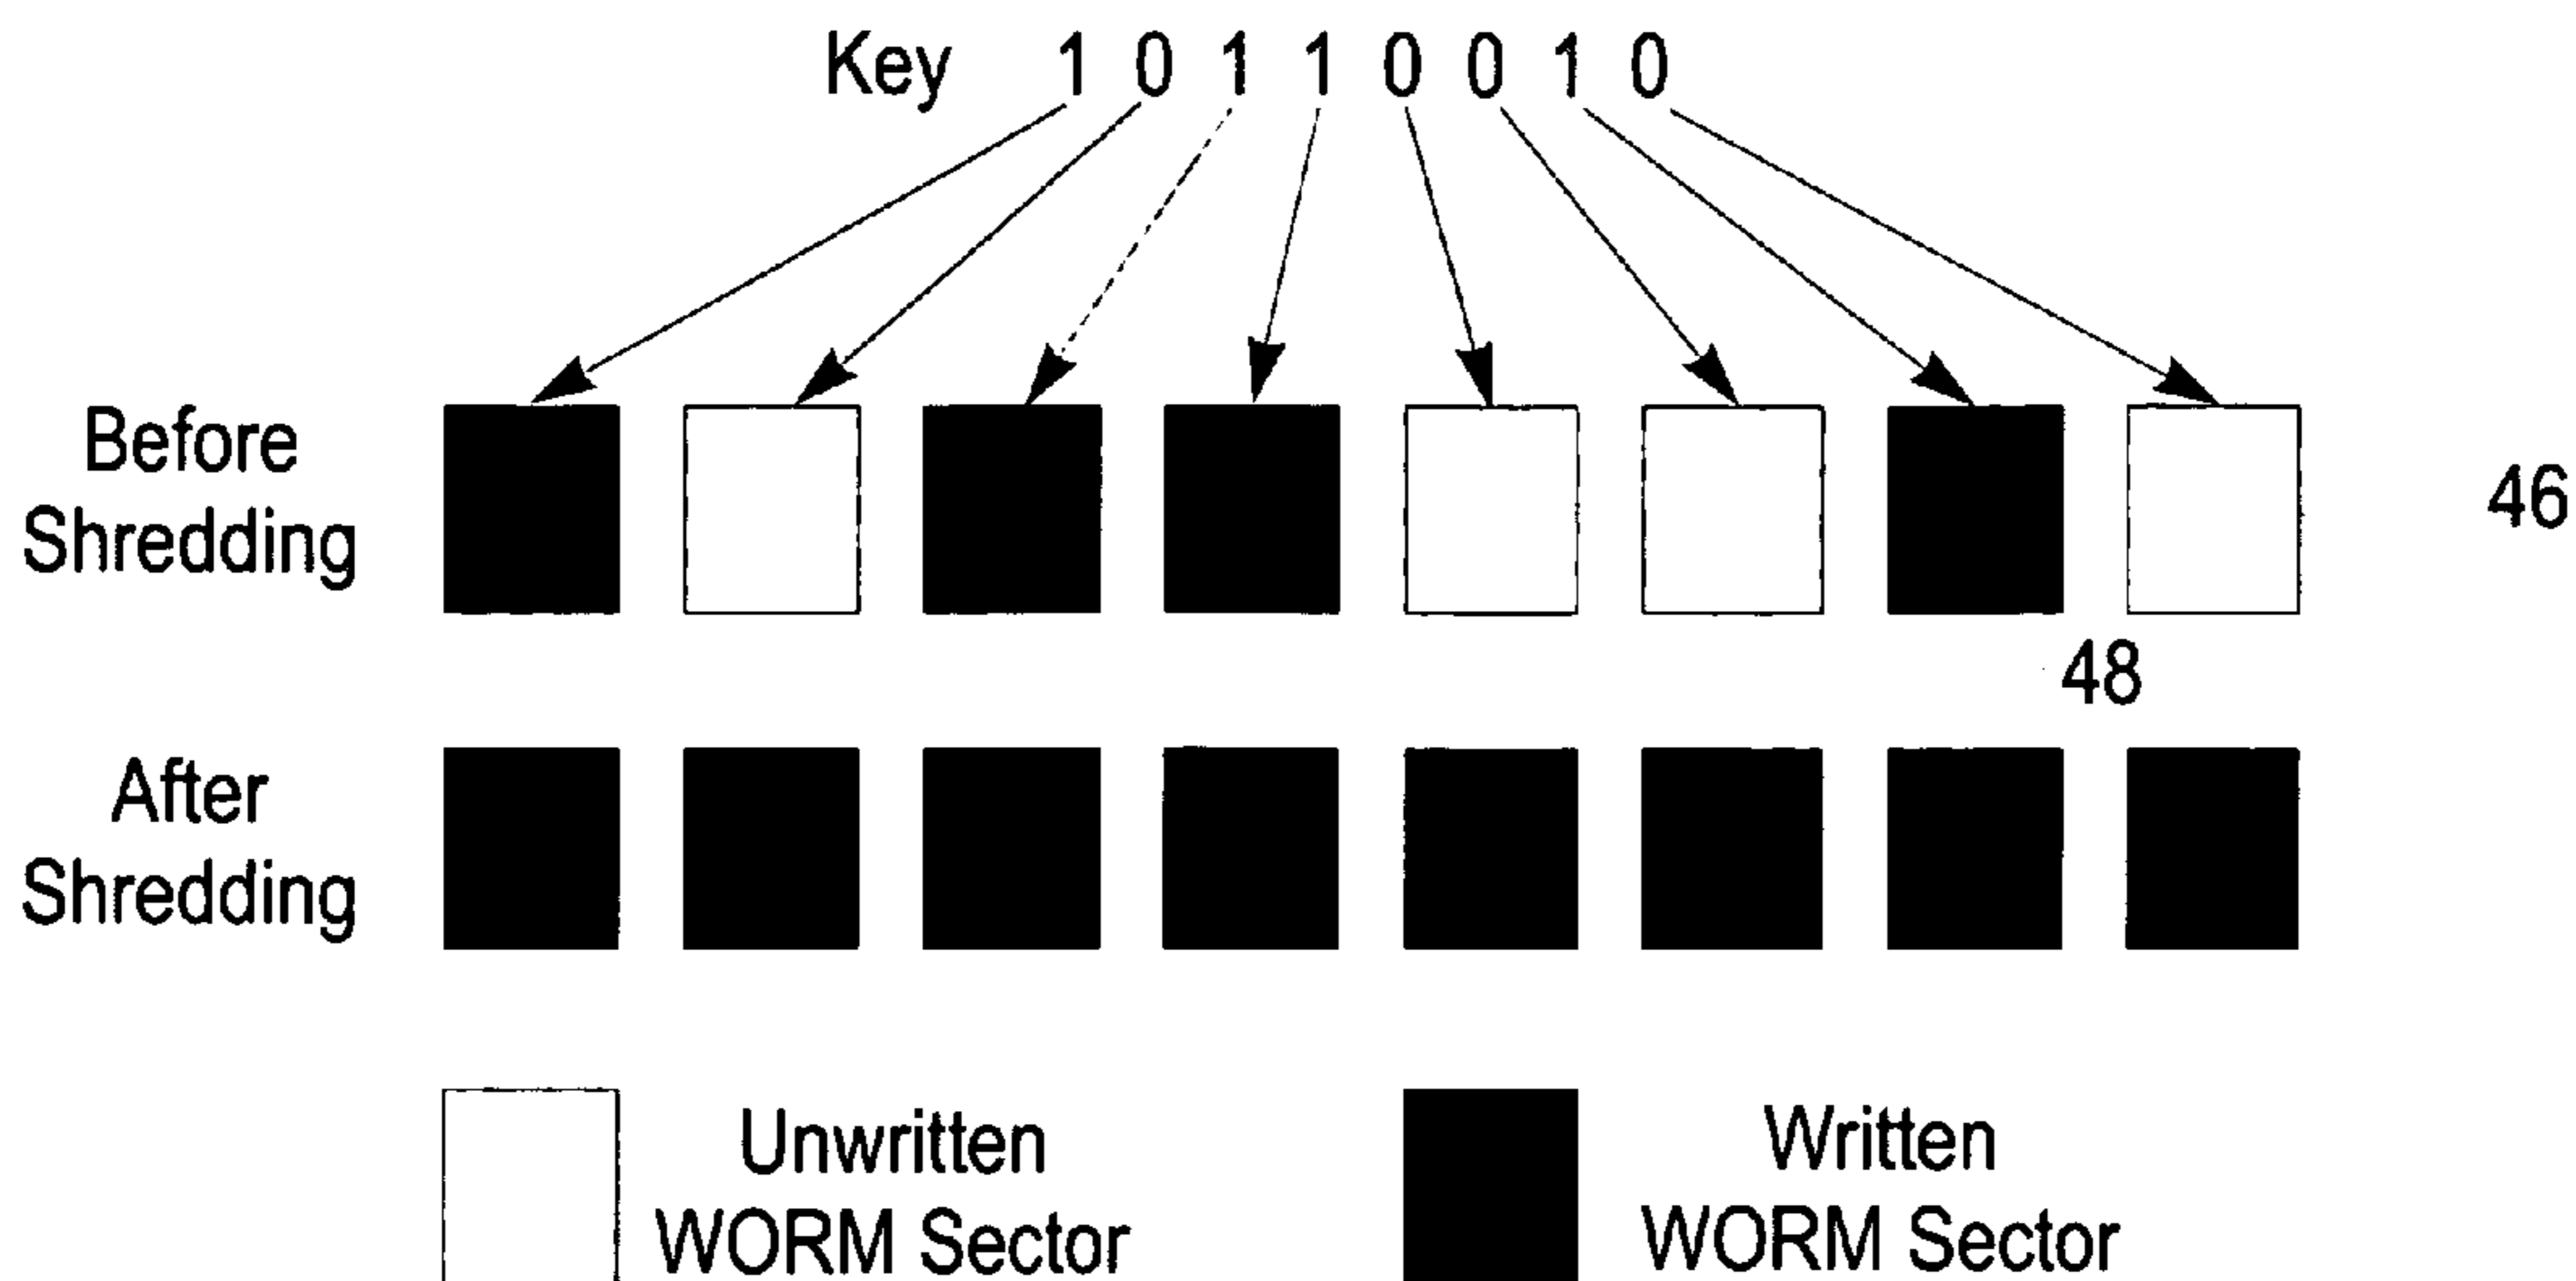 Key 1 0 1 1 0 0 1 0
Before
Shredding
46
48
After
Shredding
Unwritten
WORM Sector
Written
WORM Sector